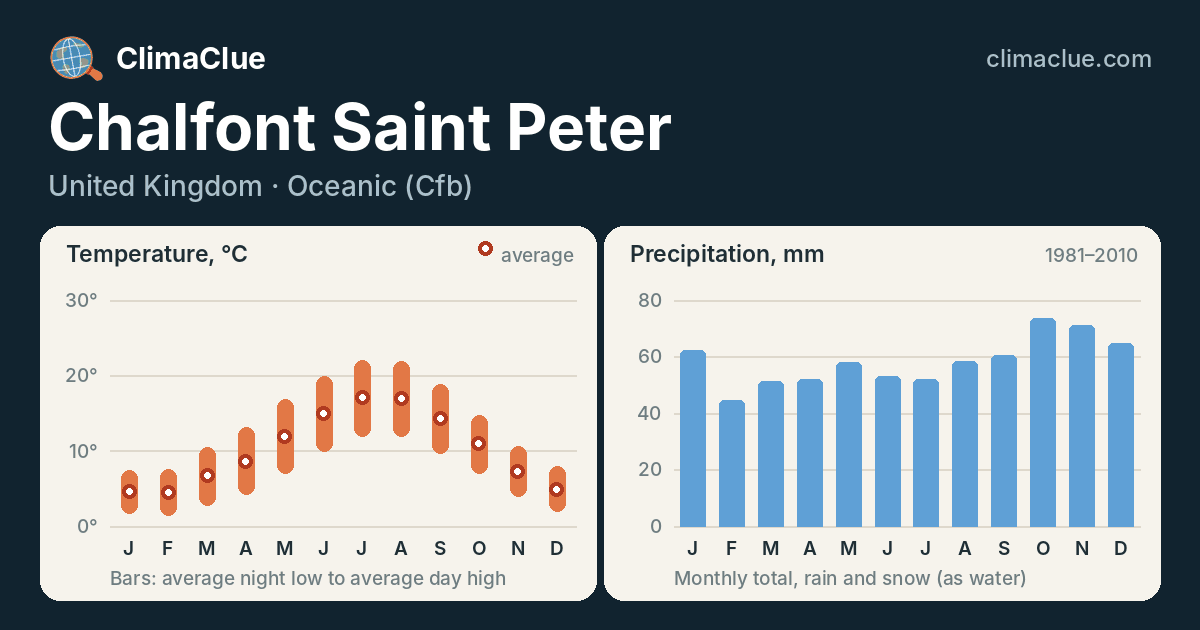 ClimaClue
climaclue.com
Chalfont Saint Peter
United Kingdom · Oceanic (Cfb)
Temperature, °C
average
30°
20°
10°
0°
J F M A M J J A S O N D
Bars: average night low to average day high
Precipitation, mm
1981–2010
80
60
40
20
0
J F M A M J J A S O N D
Monthly total, rain and snow (as water)